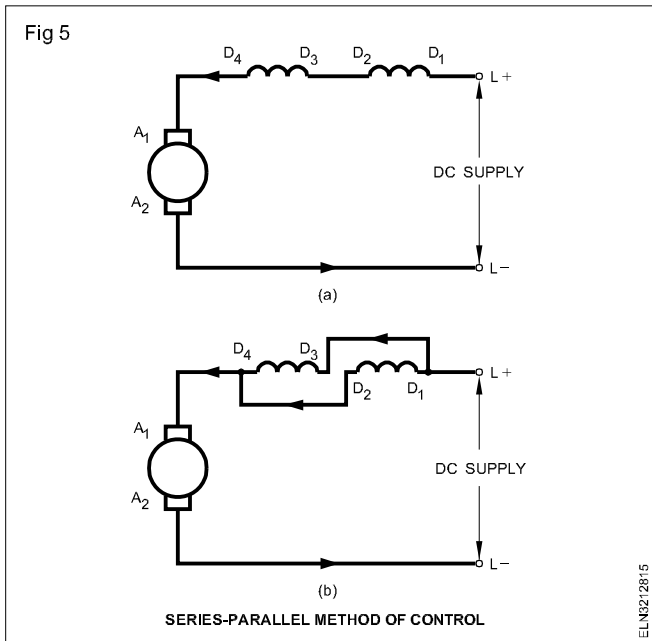 Fig 5
D4 D3 D2 D1
L+
A1
DC SUPPLY
A2
L−
(a)
D4 D3 D2 D1
L+
A1
DC SUPPLY
A2
L−
(b)
SERIES-PARALLEL METHOD OF CONTROL
ELN3212815